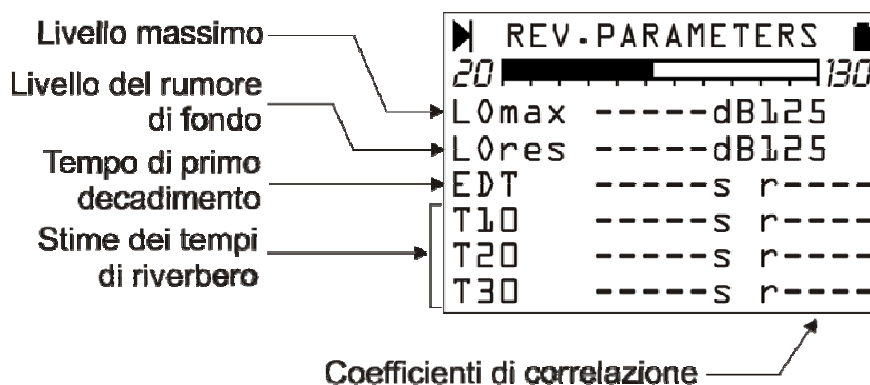 Livello massimo
Livello del rumore
di fondo
Tempo di primo
decadimento
Stime dei tempi
di riverbero
REV.PARAMETERS
20 130
L0max -----dB125
L0res -----dB125
EDT -----s r----
T10 -----s r----
T20 -----s r----
T30 -----s r----
Coefficienti di correlazione